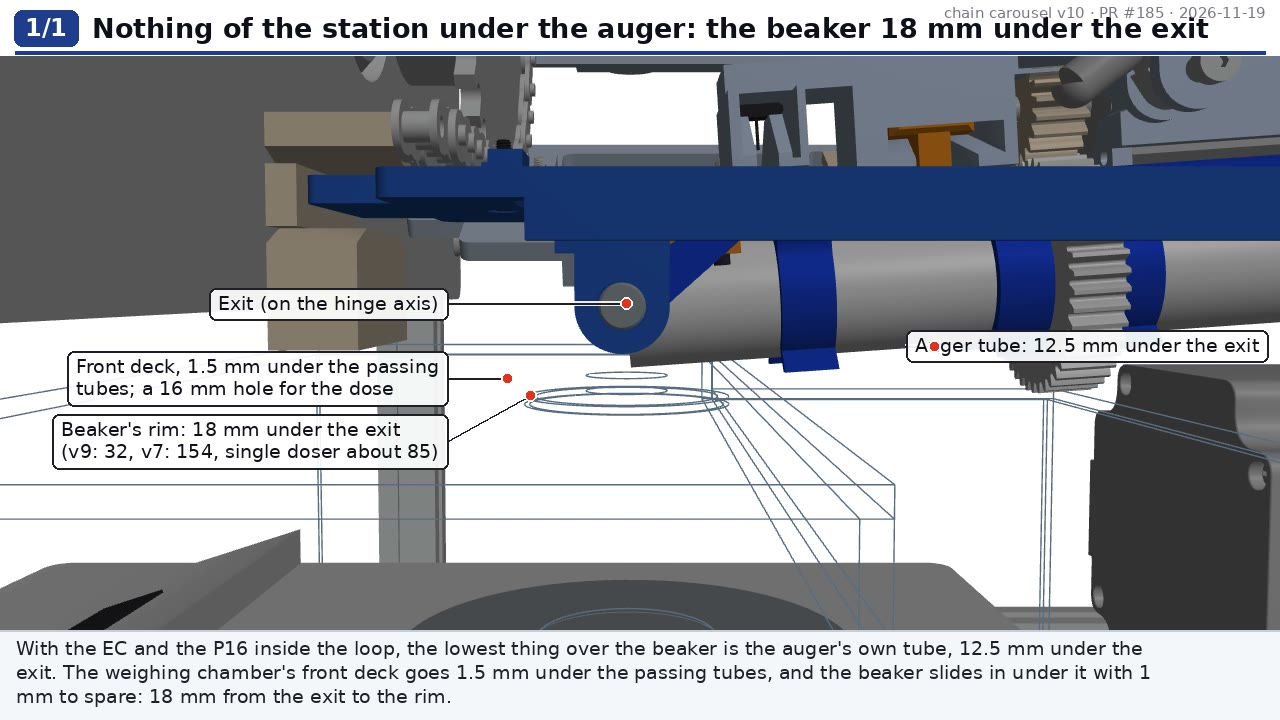 chain carousel v10 · PR #185 · 2026-11-19
1/1 Nothing of the station under the auger: the beaker 18 mm under the exit
Exit (on the hinge axis)
Auger tube: 12.5 mm under the exit
Front deck, 1.5 mm under the passing
tubes; a 16 mm hole for the dose
Beaker's rim: 18 mm under the exit
(v9: 32, v7: 154, single doser about 85)
With the EC and the P16 inside the loop, the lowest thing over the beaker is the auger's own tube, 12.5 mm under the
exit. The weighing chamber's front deck goes 1.5 mm under the passing tubes, and the beaker slides in under it with 1
mm to spare: 18 mm from the exit to the rim.